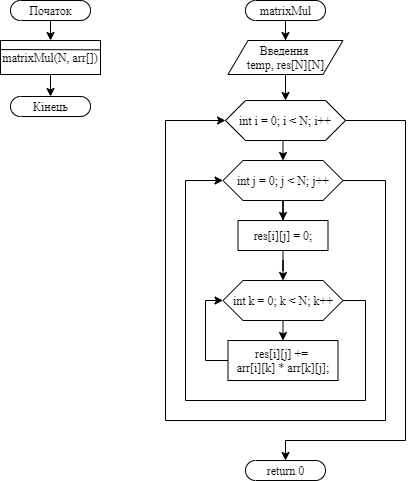 Початок
matrixMul(N, arr[])
Кінець
matrixMul
Введення
temp, res[N][N]
int i = 0; i < N; i++
int j = 0; j < N; j++
res[i][j] = 0;
int k = 0; k < N; k++
res[i][j] +=
arr[i][k] * arr[k][j];
return 0